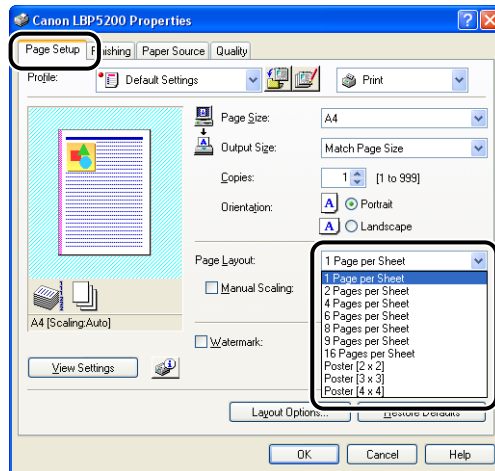 Canon LBP5200 Properties
Page Setup Finishing Paper Source Quality
Profile: Default Settings Print
Page Size: A4
Output Size: Match Page Size
Copies: 1 [1 to 999]
Orientation: A Portrait
A Landscape
Page Layout: 1 Page per Sheet
1 Page per Sheet
2 Pages per Sheet
4 Pages per Sheet
6 Pages per Sheet
8 Pages per Sheet
9 Pages per Sheet
16 Pages per Sheet
Poster [2 x 2]
Poster [3 x 3]
Poster [4 x 4]
Manual Scaling:
A4 [Scaling:Auto]
Watermark:
View Settings
Layout Options... Restore Defaults
OK Cancel Help